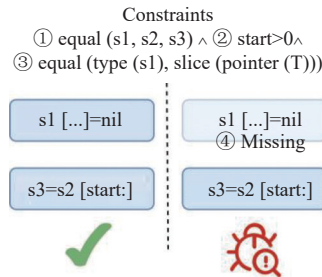 Constraints
① equal (s1, s2, s3) ∧ ② start>0∧
③ equal (type (s1), slice (pointer (T)))
s1 [...]=nil
s1 [...]=nil
④ Missing
s3=s2 [start:]
s3=s2 [start:]